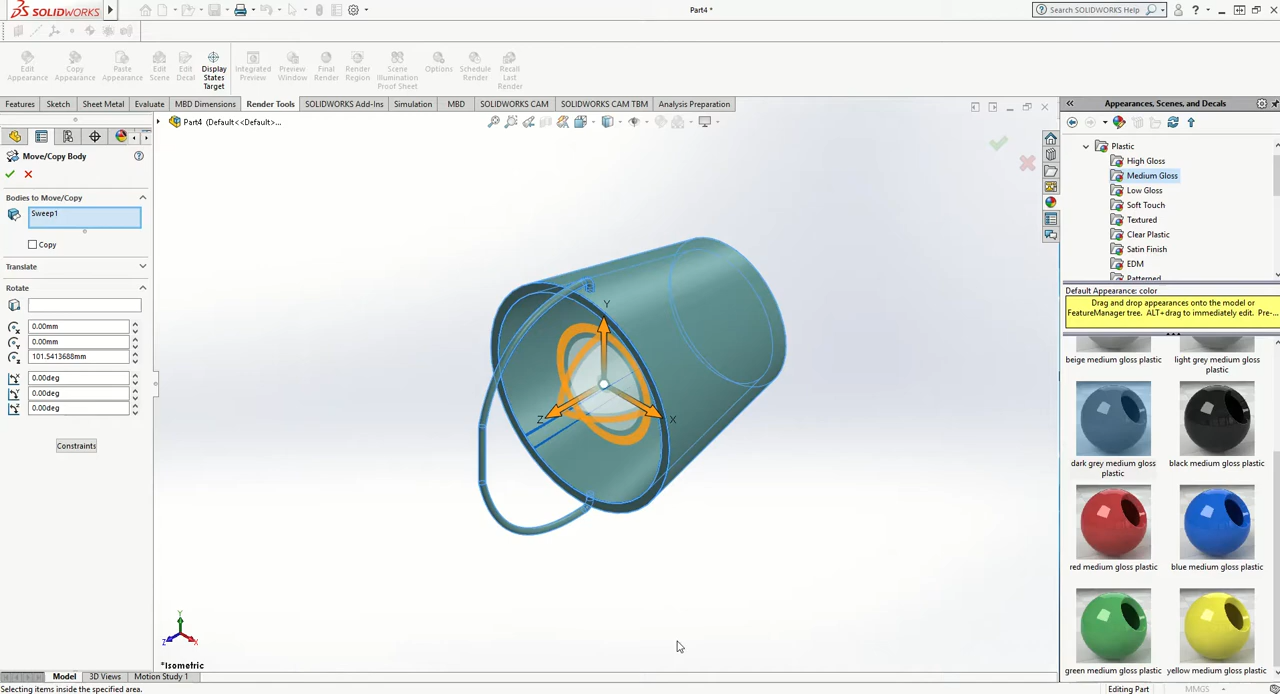 SOLIDWORKS
Part4 *
Search SOLIDWORKS Help
Edit Appearance
Copy Appearance
Paste Appearance
Edit Scene
Edit Decal
Display States Target
Integrated Preview
Preview Window
Final Render
Render Region
Scene Illumination Proof Sheet
Options
Schedule Render
Recall Last Render
Features
Sketch
Sheet Metal
Evaluate
MBD Dimensions
Render Tools
SOLIDWORKS Add-Ins
Simulation
MBD
SOLIDWORKS CAM
SOLIDWORKS CAM TBM
Analysis Preparation
Part4 (Default<<Default>...
Move/Copy Body
Bodies to Move/Copy
Sweep1
Copy
Translate
Rotate
0.00mm
0.00mm
101.5413688mm
0.00deg
0.00deg
0.00deg
Constraints
Y
Z
X
Y
Z
X
*Isometric
Appearances, Scenes, and Decals
Plastic
High Gloss
Medium Gloss
Low Gloss
Soft Touch
Textured
Clear Plastic
Satin Finish
EDM
Patterned
Default Appearance: color
Drag and drop appearances onto the model or
FeatureManager tree. ALT+drag to immediately edit. Pre-...
beige medium gloss plastic
light grey medium gloss
plastic
dark grey medium gloss
plastic
black medium gloss plastic
red medium gloss plastic
blue medium gloss plastic
green medium gloss plastic
yellow medium gloss plastic
Model
3D Views
Motion Study 1
Selecting items inside the specified area.
Editing Part
MMGS